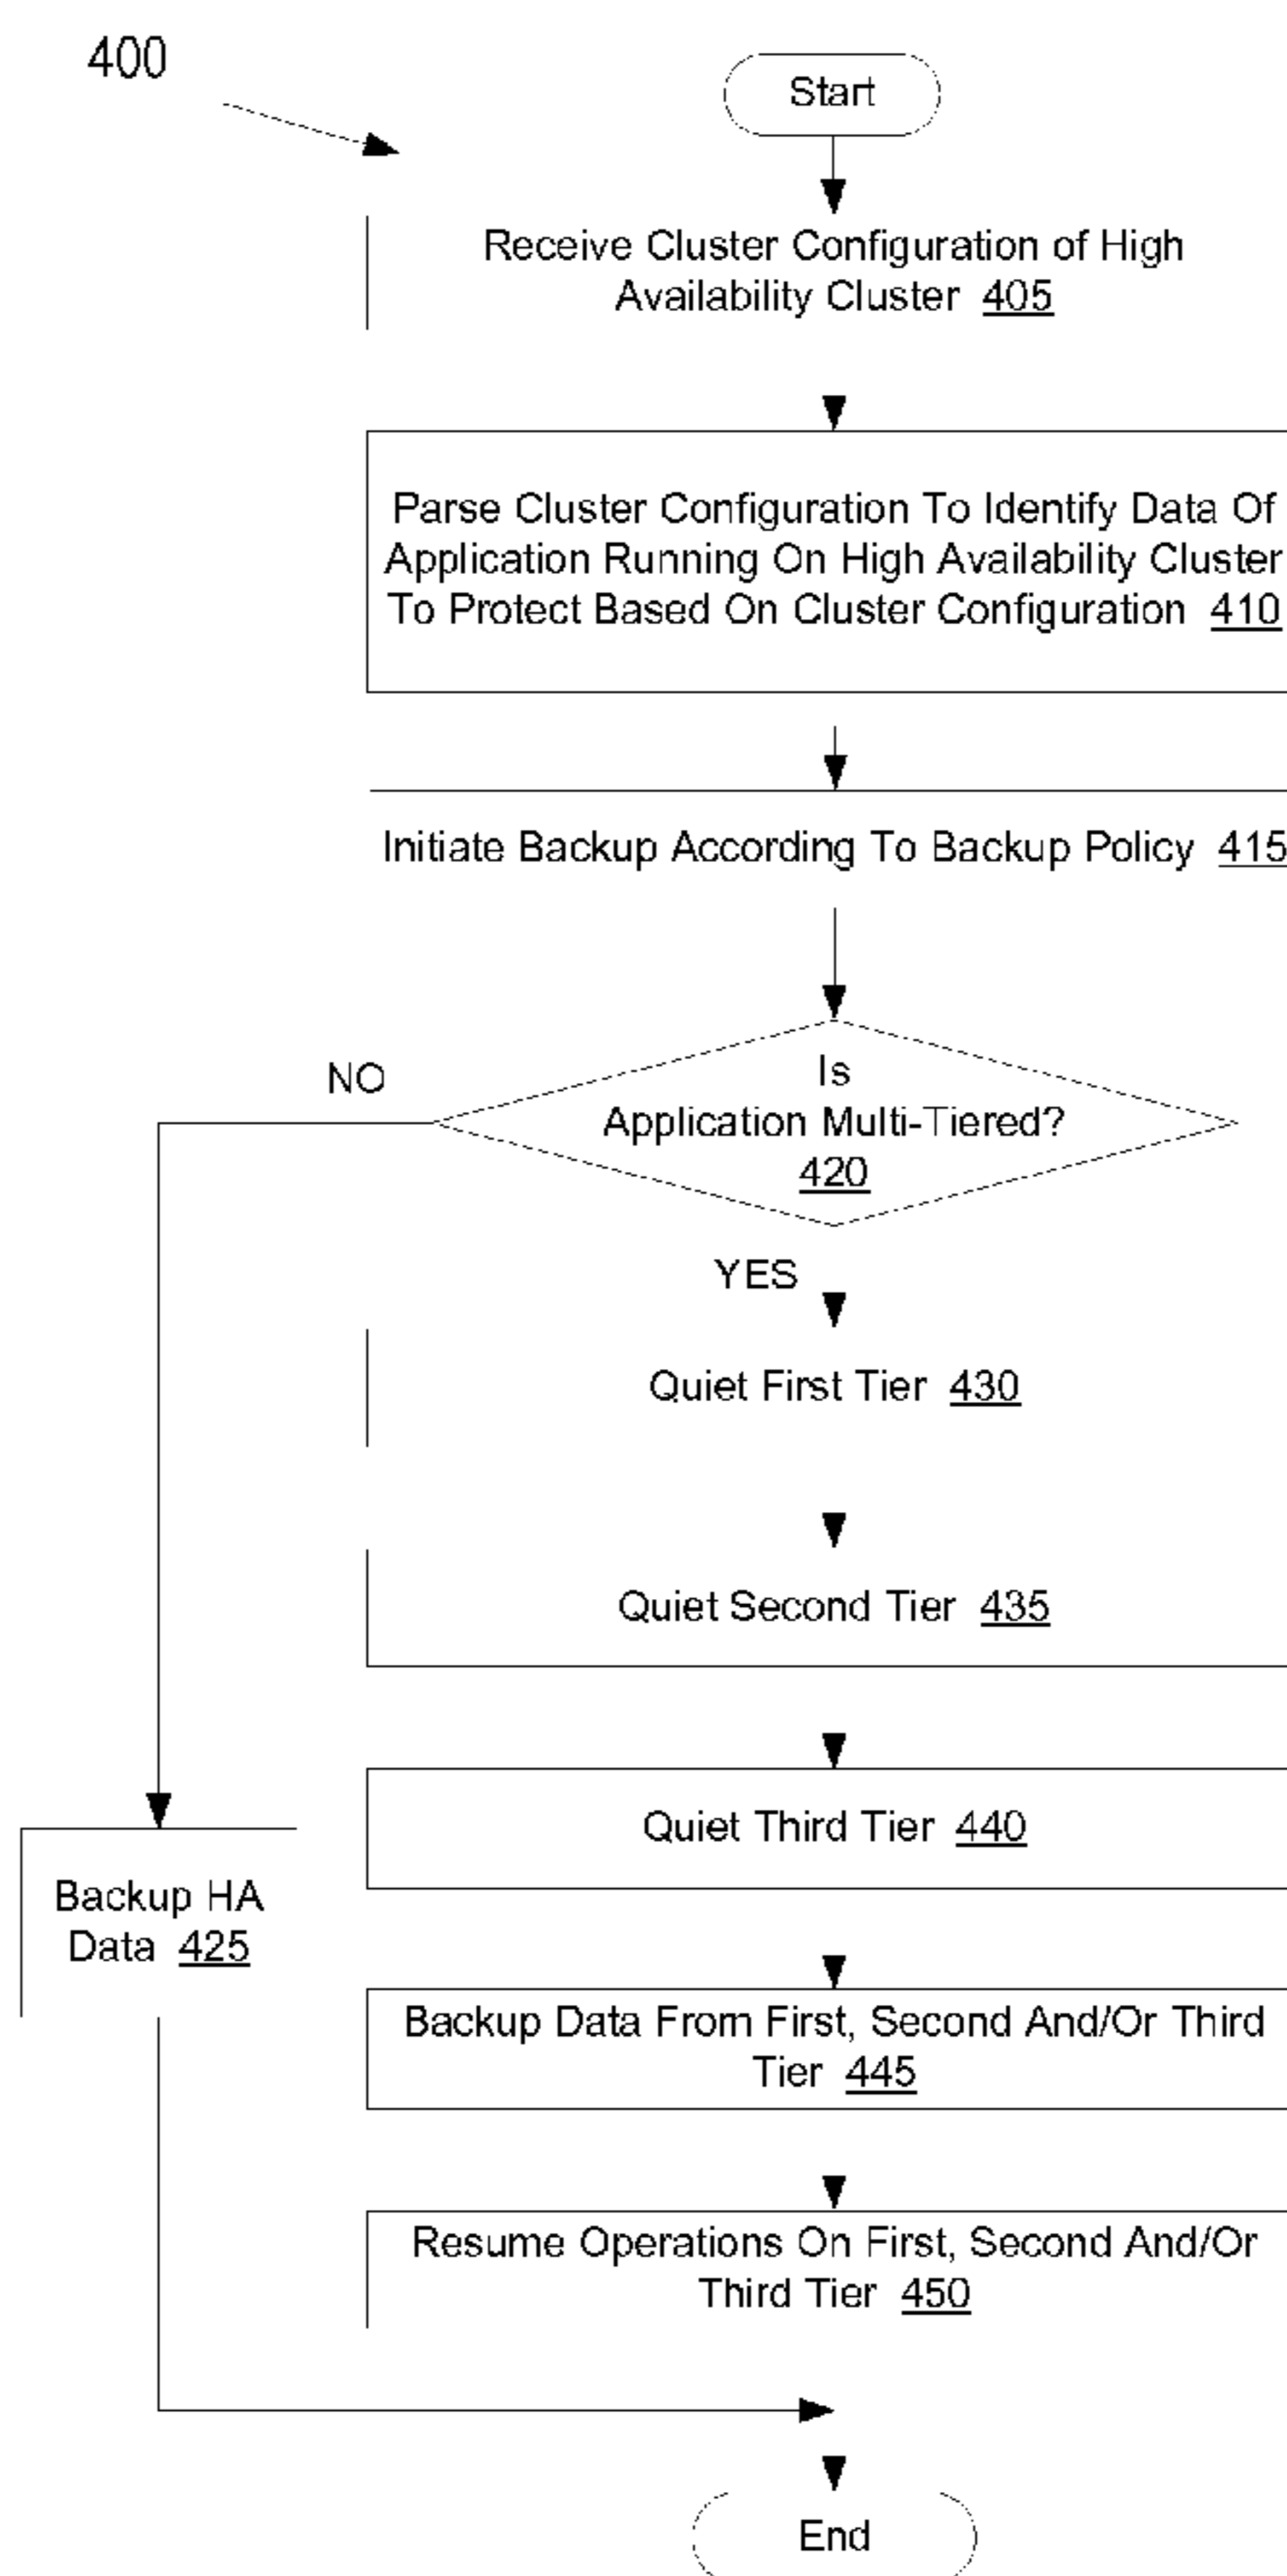 400
Start
Receive Cluster Configuration of High
Availability Cluster 405
Parse Cluster Configuration To Identify Data Of
Application Running On High Availability Cluster
To Protect Based On Cluster Configuration 410
Initiate Backup According To Backup Policy 415
Is
Application Multi-Tiered?
420
NO
YES
Quiet First Tier 430
Quiet Second Tier 435
Quiet Third Tier 440
Backup HA
Data 425
Backup Data From First, Second And/Or Third
Tier 445
Resume Operations On First, Second And/Or
Third Tier 450
End